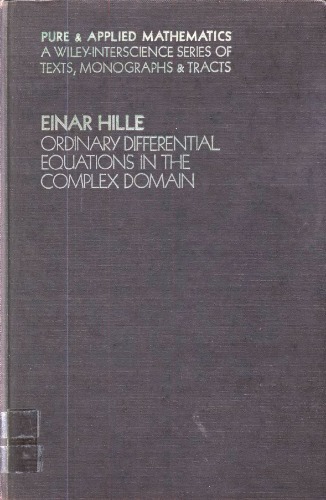 PURE & APPLIED MATHEMATICS
A WILEY-INTERSCIENCE SERIES OF
TEXTS, MONOGRAPHS & TRACTS
EINAR HILLE
ORDINARY DIFFERENTIAL
EQUATIONS IN THE
COMPLEX DOMAIN